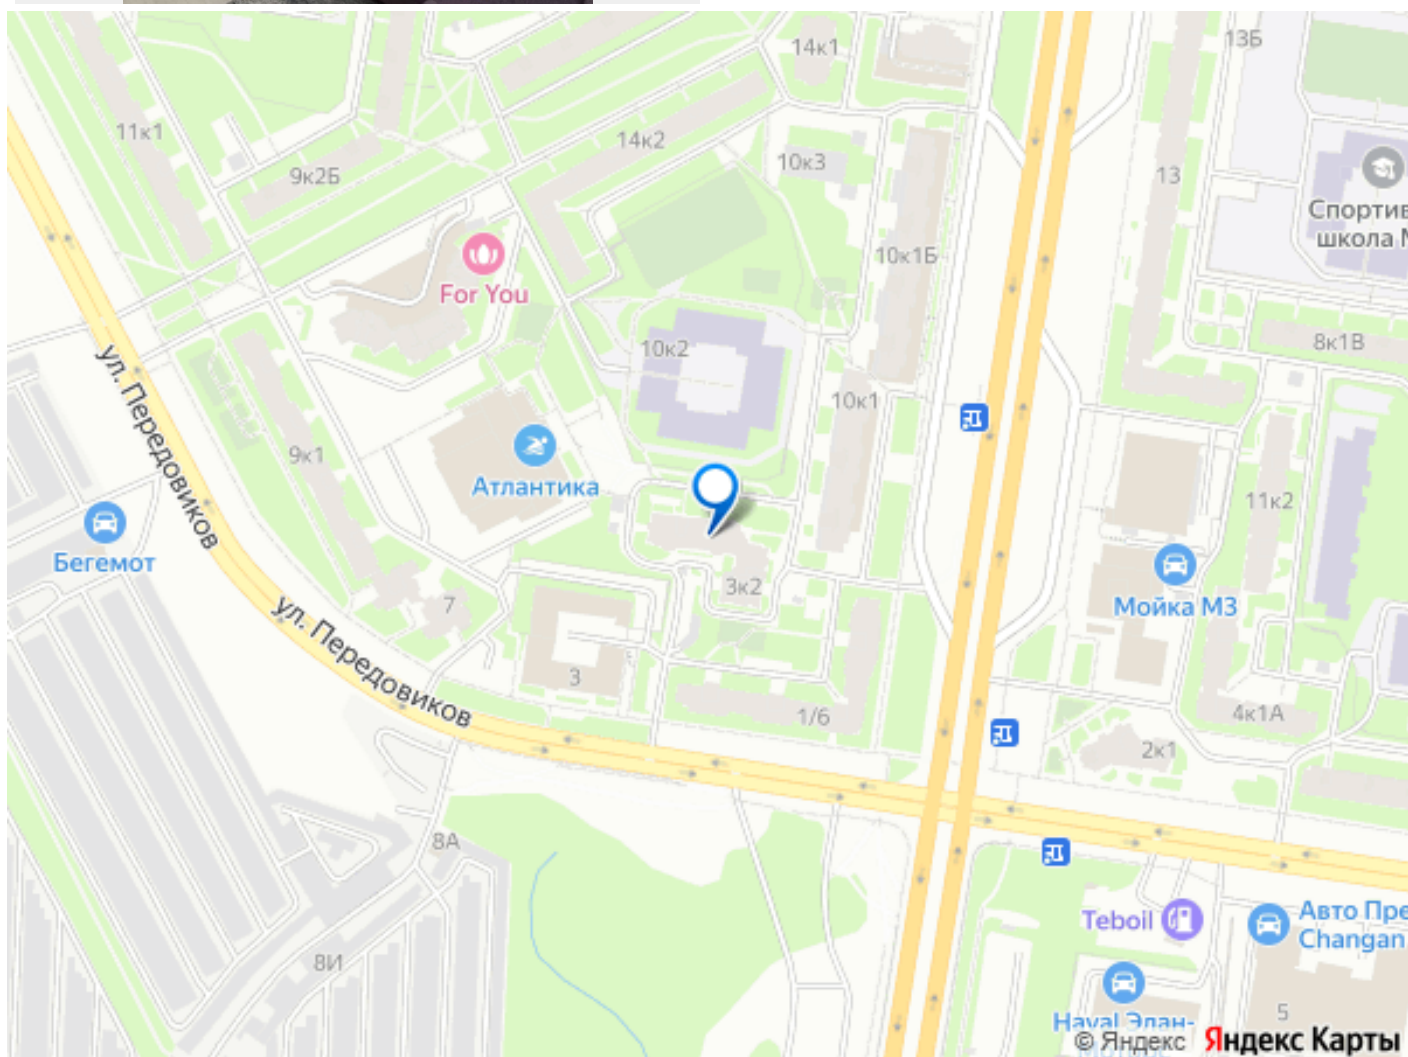 14к1
13Б
11к1
14к2
10к3
9к2Б
13
Спортив
школа М
10к1Б
For You
ул. Передовиков
10к2
8к1В
10к1
9к1
Атлантика
11к2
Бегемот
3к2
Мойка М3
7
ул. Передовиков
3
1/6
4к1А
2к1
8А
Teboil
Авто Пре
Changan
8И
Haval Элан-
5
© Яндекс Яндекс Карты